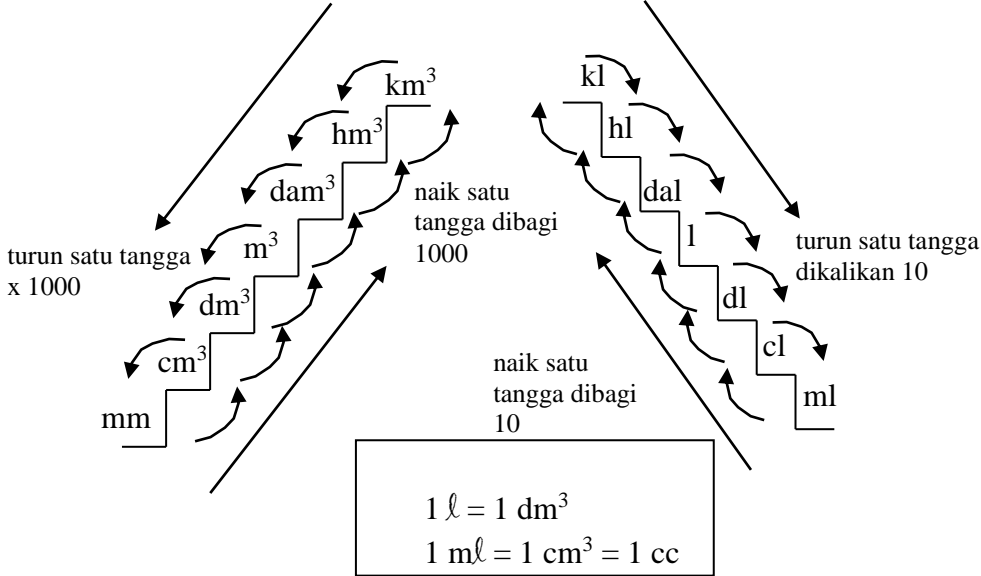 km³
hm³
dam³
m³
dm³
cm³
mm
turun satu tangga
x 1000
naik satu
tangga dibagi
1000
kl
hl
dal
l
dl
cl
ml
turun satu tangga
dikalikan 10
naik satu
tangga dibagi
10
1 ℓ = 1 dm³
1 mℓ = 1 cm³ = 1 cc